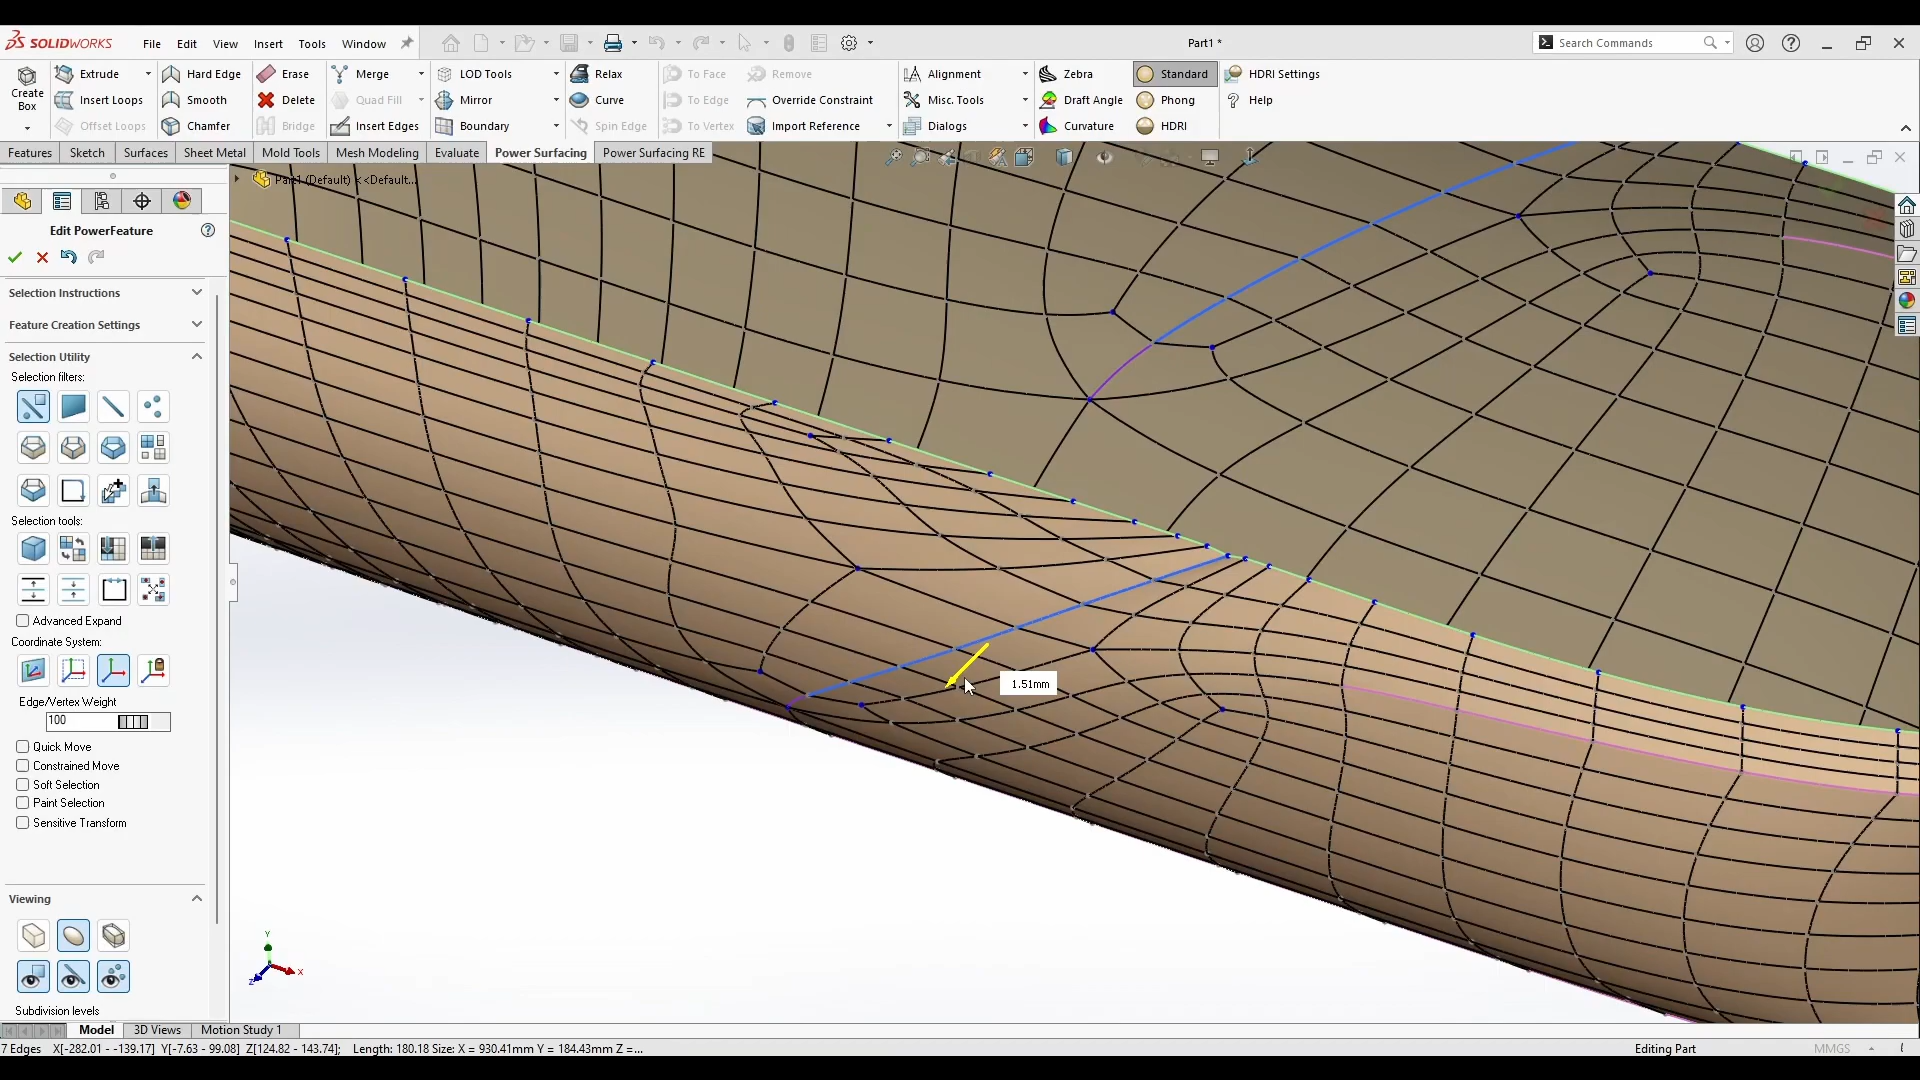 SOLIDWORKS File Edit View Insert Tools Window Part1 * Search Commands
Create Box
Extrude Hard Edge Erase Merge LOD Tools Relax To Face Remove Alignment Zebra Standard HDRI Settings
Insert Loops Smooth Delete Quad Fill Mirror Curve To Edge Override Constraint Misc. Tools Draft Angle Phong Help
Offset Loops Chamfer Bridge Insert Edges Boundary Spin Edge To Vertex Import Reference Dialogs Curvature HDRI
Features Sketch Surfaces Sheet Metal Mold Tools Mesh Modeling Evaluate Power Surfacing Power Surfacing RE
Part1 (Default) <<Default...
Edit PowerFeature
Selection Instructions
Feature Creation Settings
Selection Utility
Selection filters:
Selection tools:
Advanced Expand
Coordinate System:
Edge/Vertex Weight
100
Quick Move
Constrained Move
Soft Selection
Paint Selection
Sensitive Transform
Viewing
Subdivision levels
1.51mm
Y
X
Z
Model 3D Views Motion Study 1
7 Edges X[-282.01 - -139.17] Y[-7.63 - 99.08] Z[124.82 - 143.74]; Length: 180.18 Size: X = 930.41mm Y = 184.43mm Z =... Editing Part MMGS